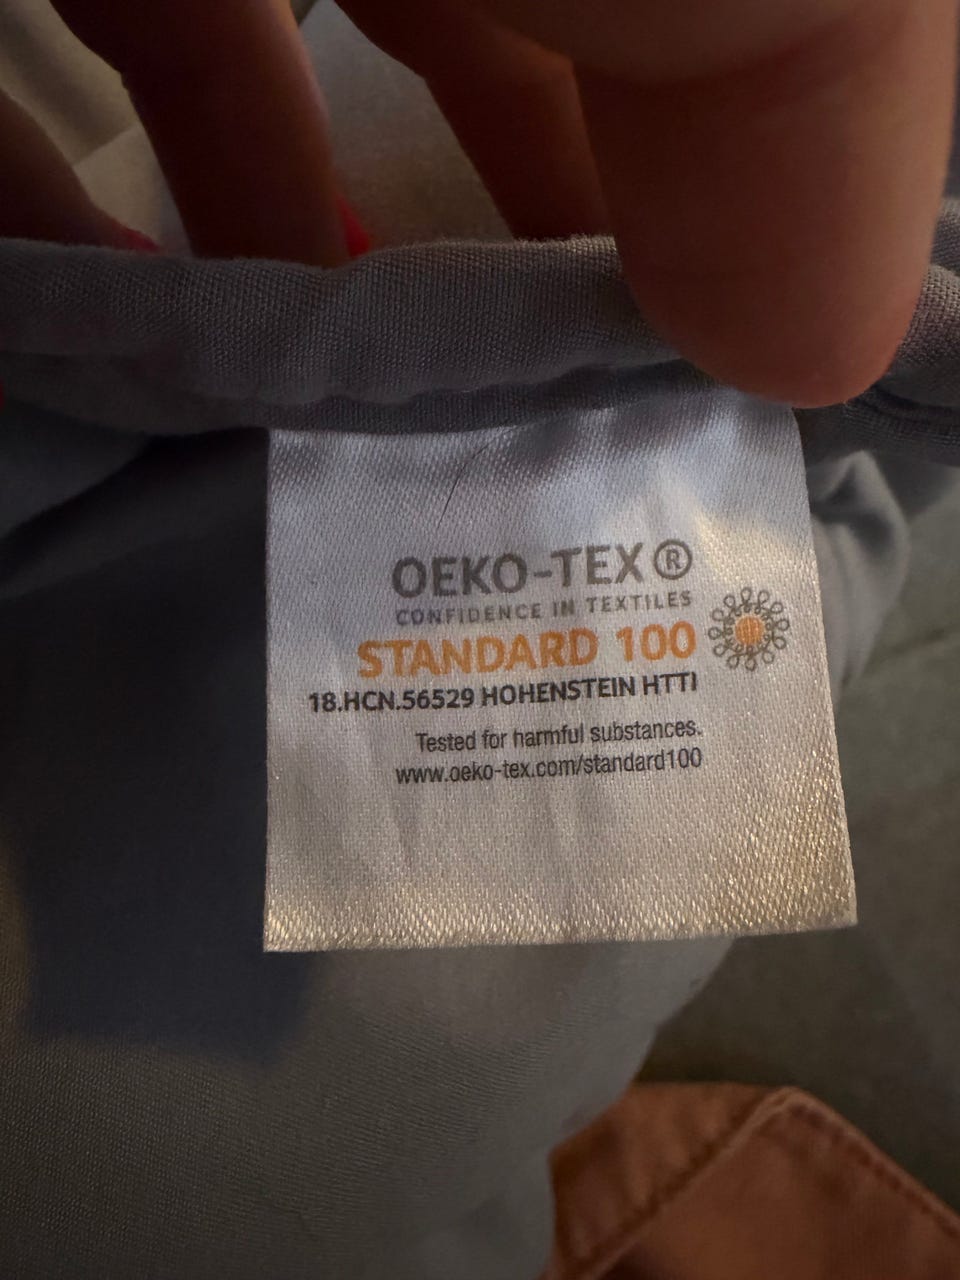 OEKO-TEX®
CONFIDENCE IN TEXTILES
STANDARD 100
18.HCN.56529 HOHENSTEIN HTTI
Tested for harmful substances.
www.oeko-tex.com/standard100